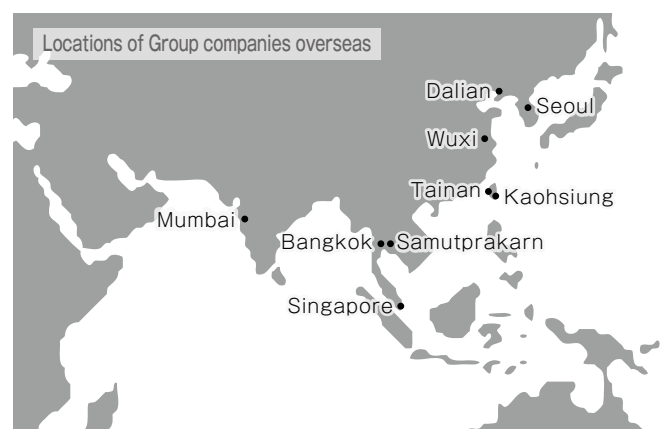 Locations of Group companies overseas
Dalian
Seoul
Wuxi
Tainan
Kaohsiung
Mumbai
Bangkok
Samutprakarn
Singapore